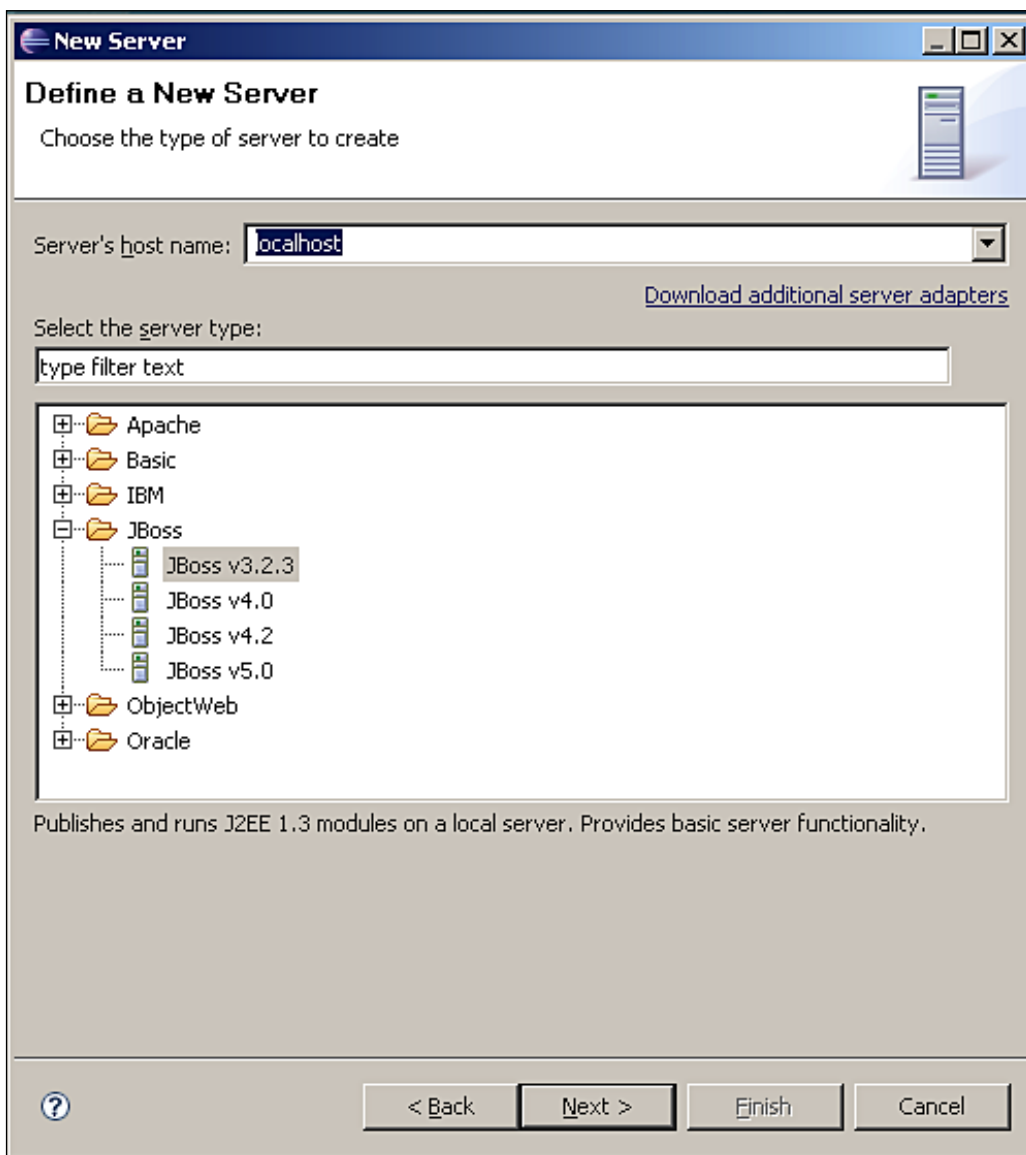 New Server
Define a New Server
Choose the type of server to create
Server's host name: localhost
Download additional server adapters
Select the server type:
type filter text
Apache
Basic
IBM
JBoss
JBoss v3.2.3
JBoss v4.0
JBoss v4.2
JBoss v5.0
ObjectWeb
Oracle
Publishes and runs J2EE 1.3 modules on a local server. Provides basic server functionality.
? < Back Next > Finish Cancel